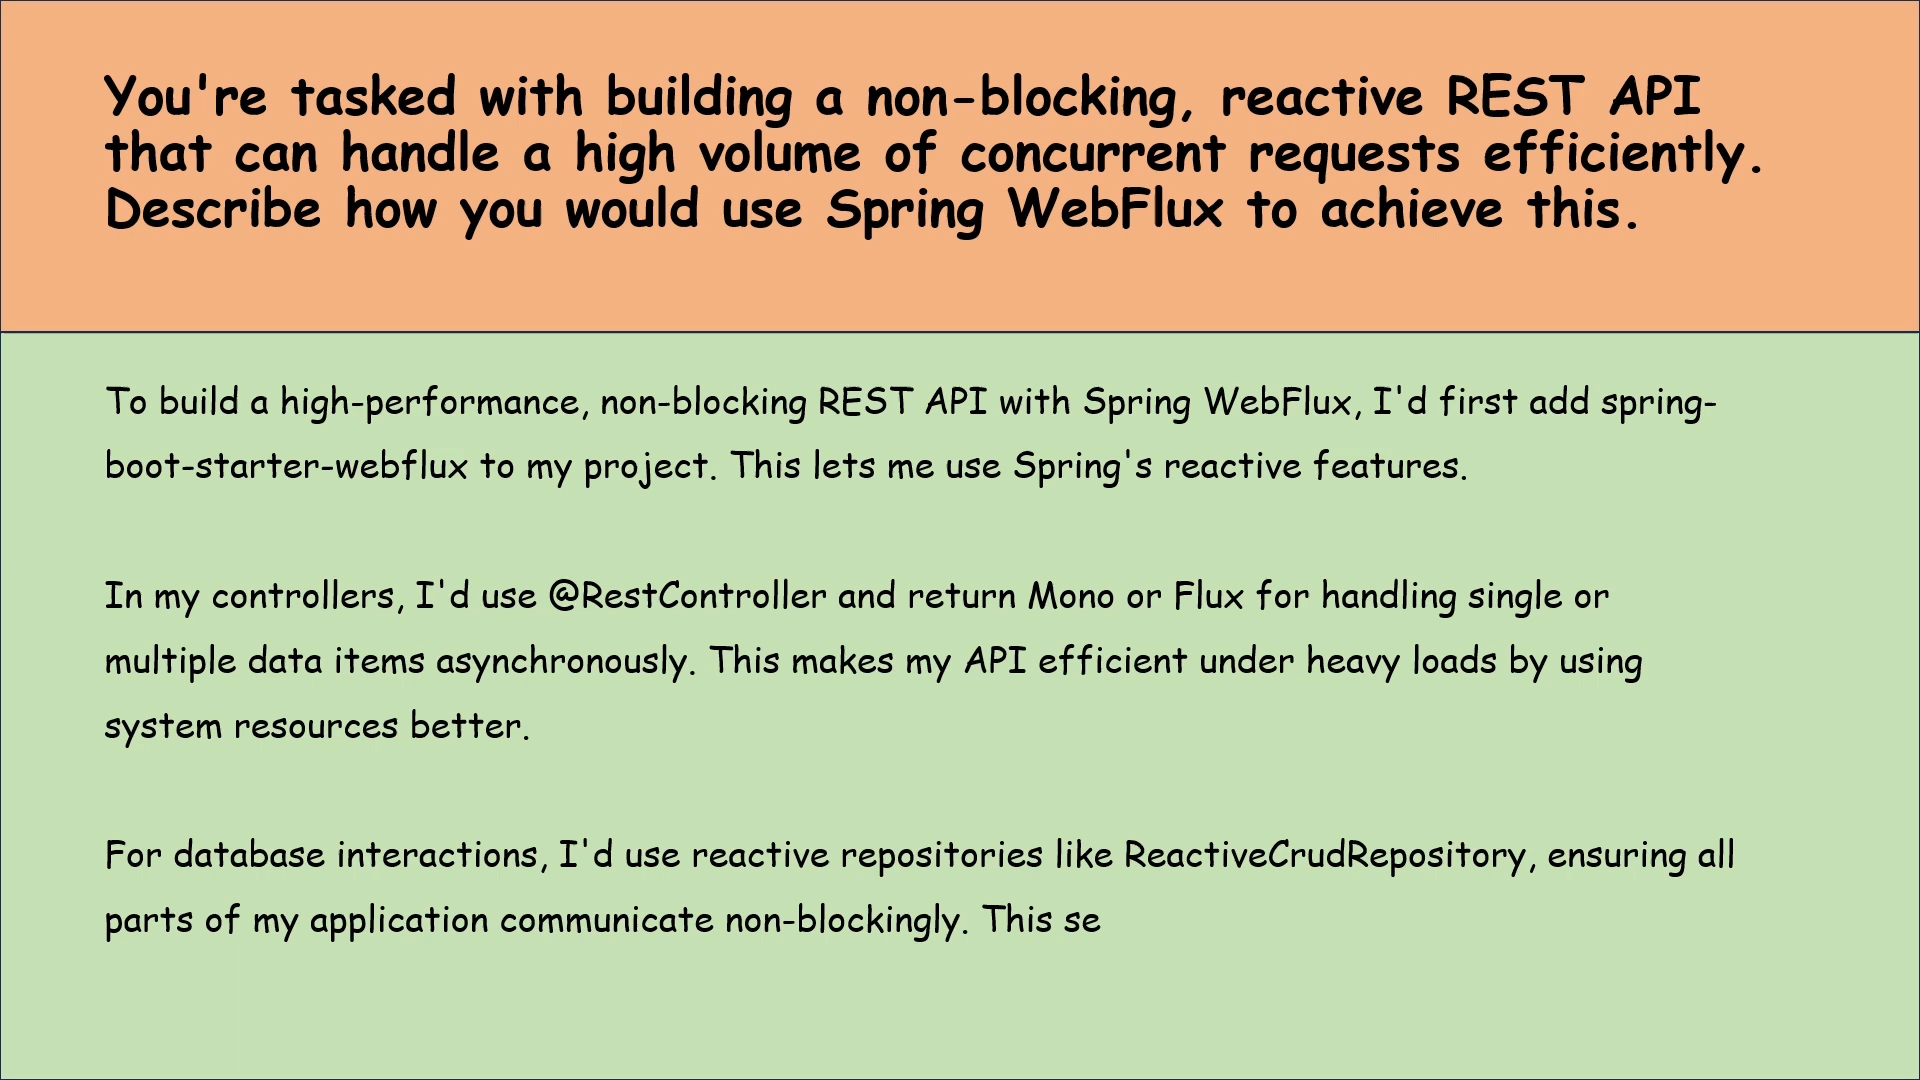 You're tasked with building a non-blocking, reactive REST API
that can handle a high volume of concurrent requests efficiently.
Describe how you would use Spring WebFlux to achieve this.
To build a high-performance, non-blocking REST API with Spring WebFlux, I'd first add spring-
boot-starter-webflux to my project. This lets me use Spring's reactive features.
In my controllers, I'd use @RestController and return Mono or Flux for handling single or
multiple data items asynchronously. This makes my API efficient under heavy loads by using
system resources better.
For database interactions, I'd use reactive repositories like ReactiveCrudRepository, ensuring all
parts of my application communicate non-blockingly. This se